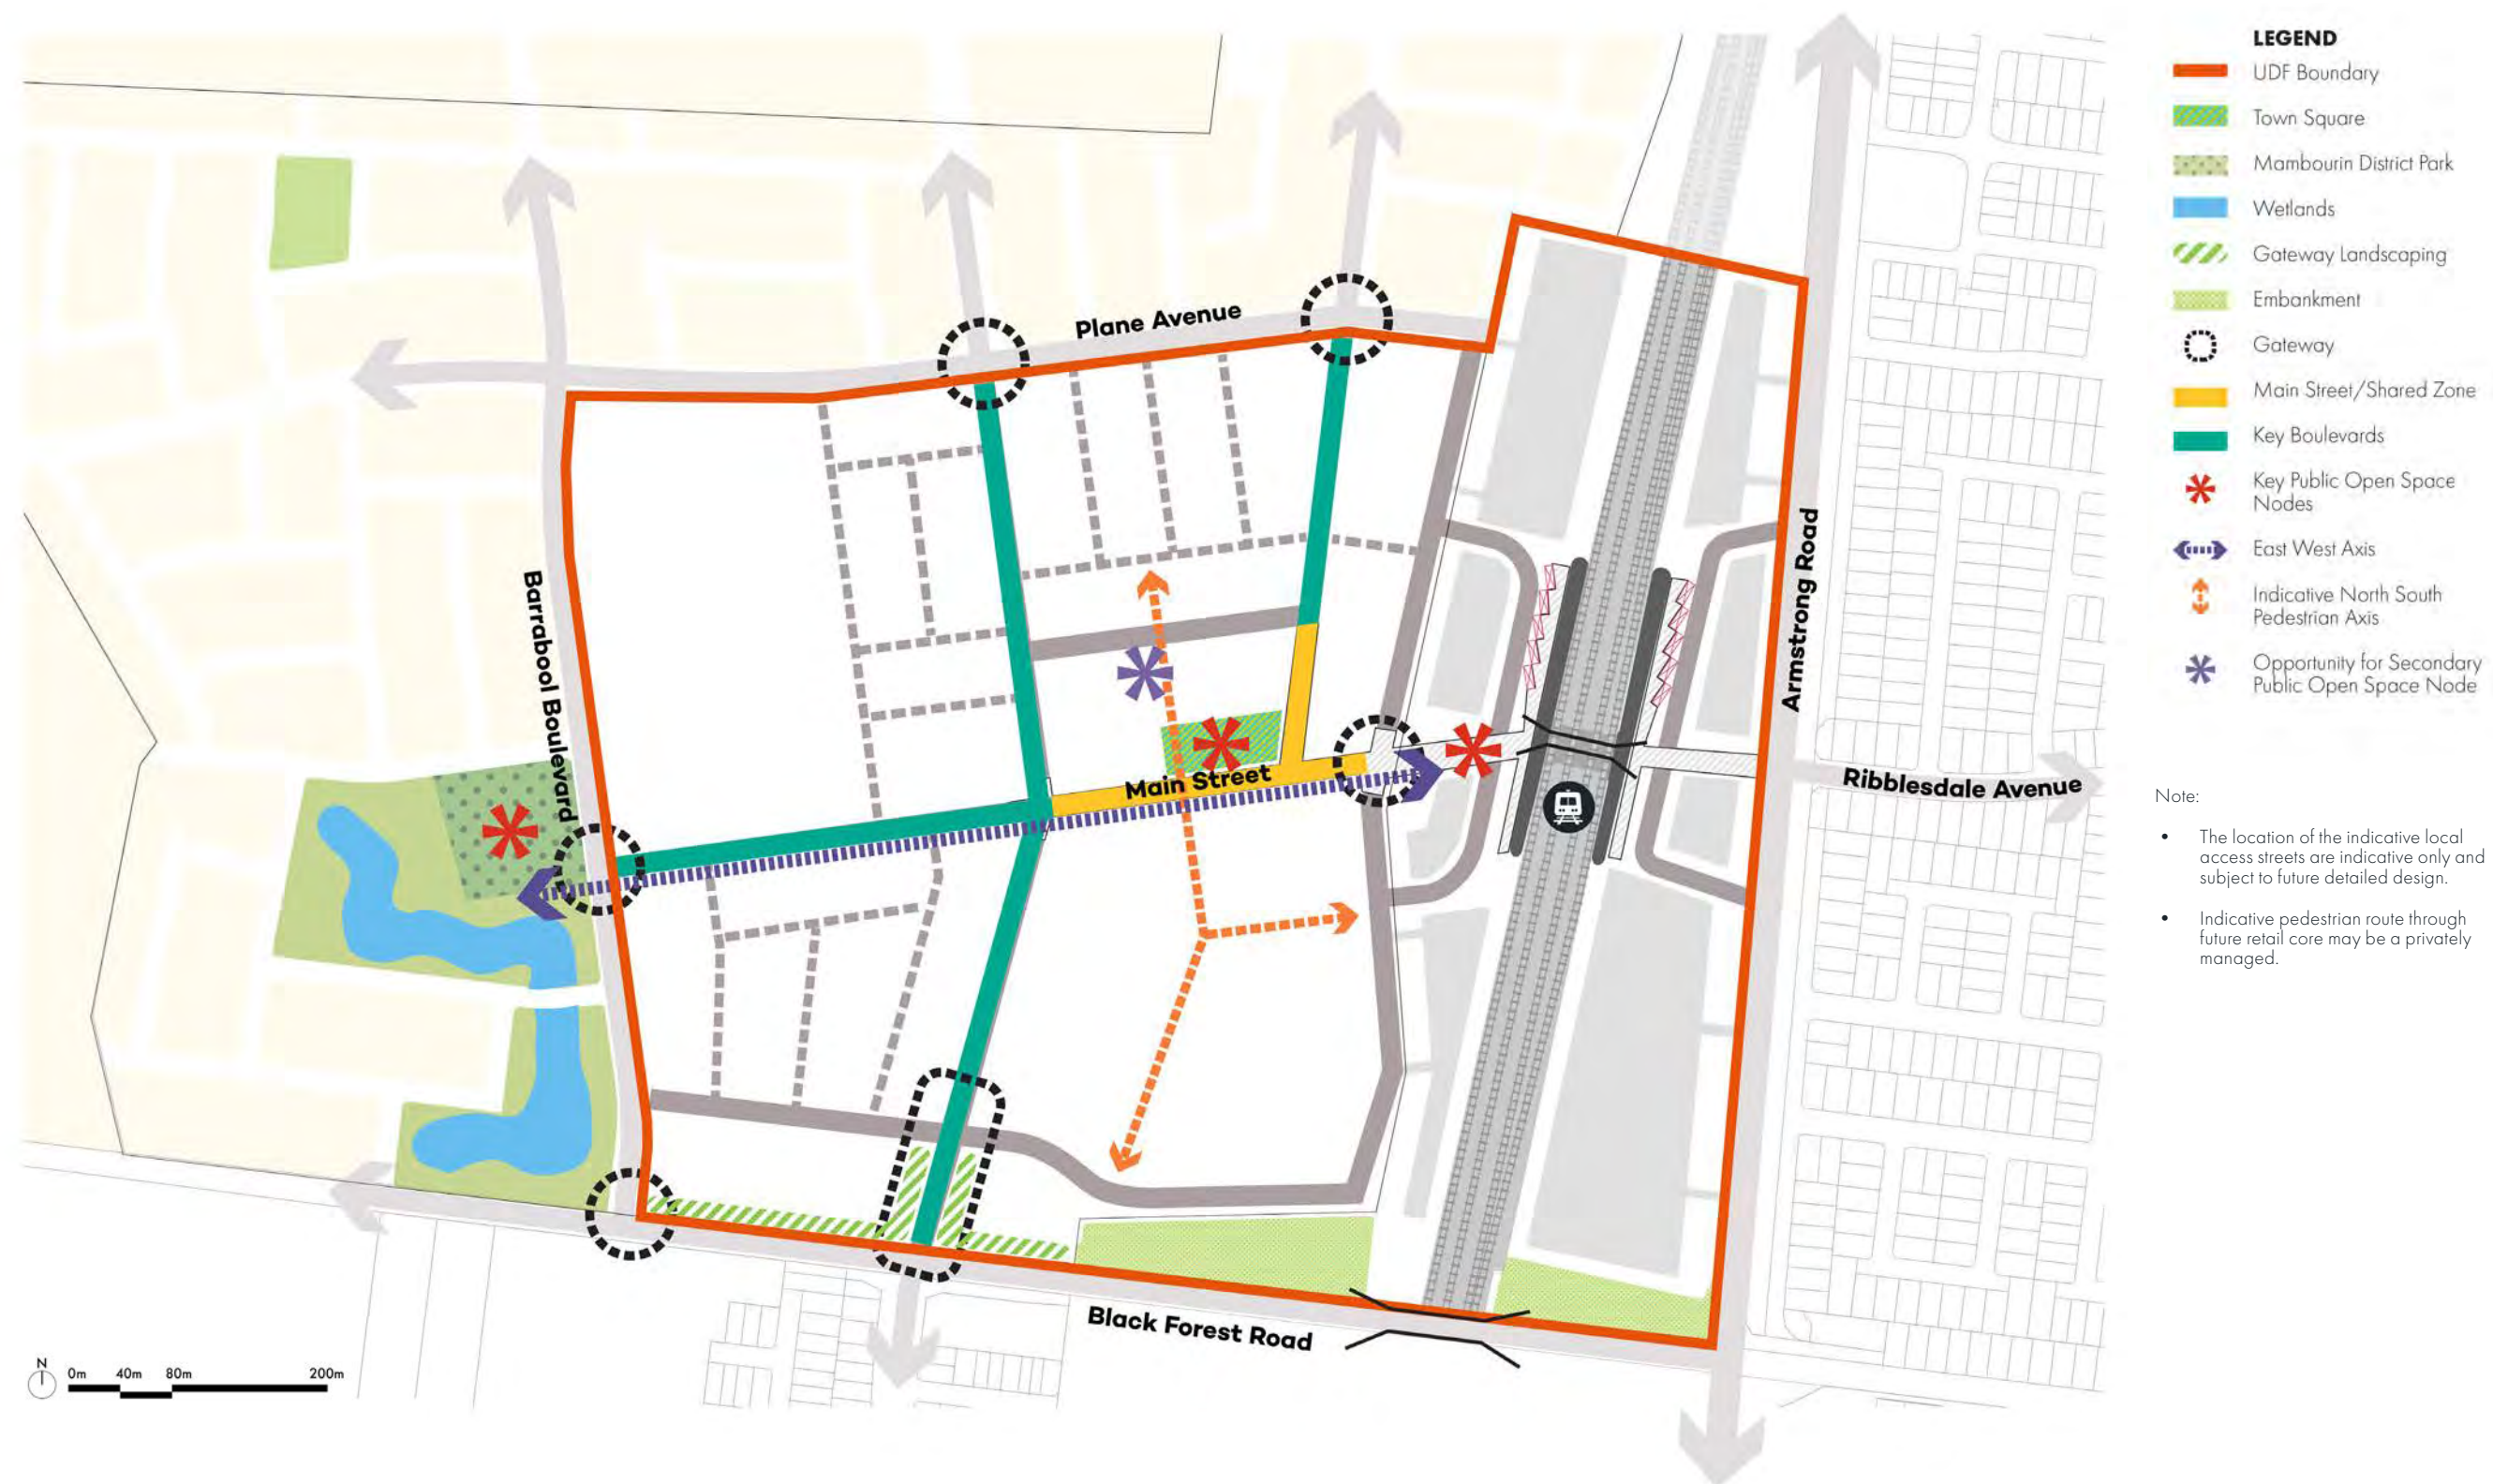 LEGEND
UDF Boundary
Town Square
Mambourin District Park
Wetlands
Gateway Landscaping
Embankment
Gateway
Main Street/Shared Zone
Key Boulevards
Key Public Open Space
Nodes
East West Axis
Indicative North South
Pedestrian Axis
Opportunity for Secondary
Public Open Space Node
Note:
• The location of the indicative local
access streets are indicative only and
subject to future detailed design.
• Indicative pedestrian route through
future retail core may be a privately
managed.
Plane Avenue
Barrabool Boulevard
Armstrong Road
Main Street
Ribblesdale Avenue
Black Forest Road
N
0m 40m 80m 200m